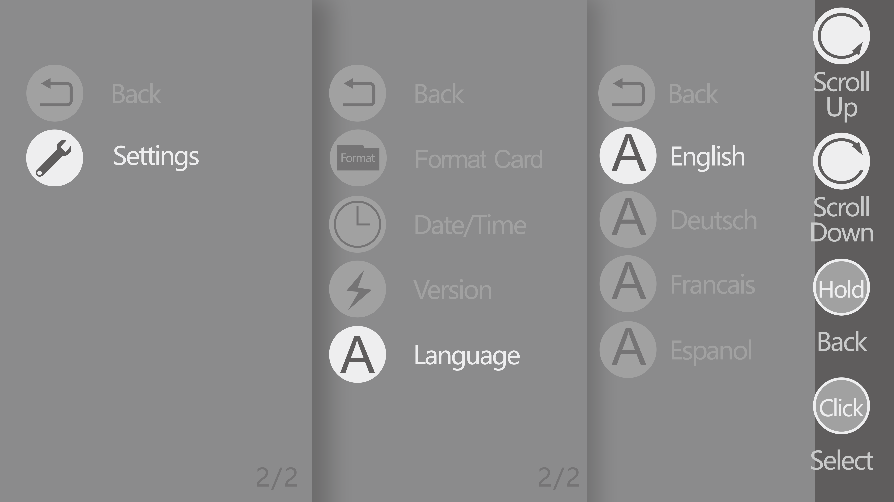 Back
Settings
2/2
Back
Format
Format Card
Date/Time
Version
A
Language
2/2
Back
A
English
A
Deutsch
A
Francais
A
Espanol
Scroll
Up
Scroll
Down
Hold
Back
Click
Select